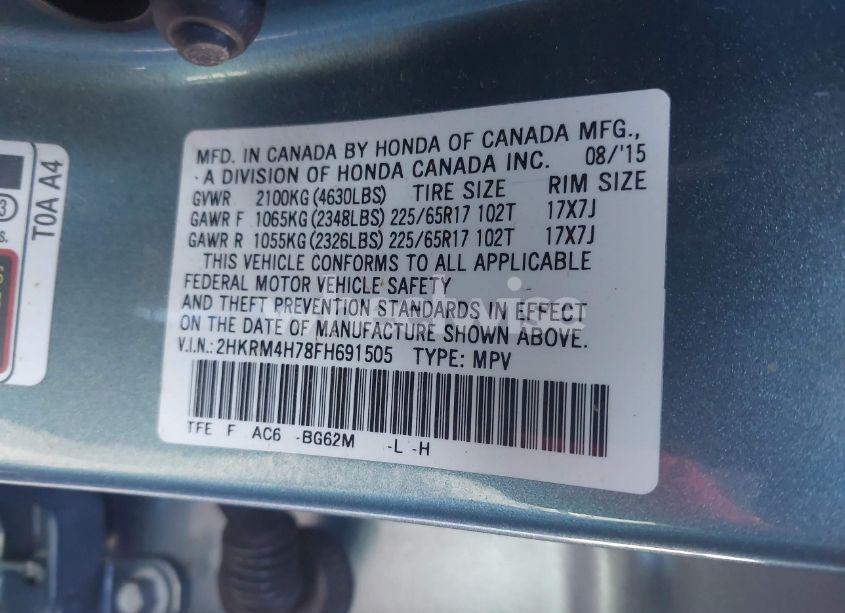 MFD. IN CANADA BY HONDA OF CANADA MFG.,
A DIVISION OF HONDA CANADA INC. 08/'15
GVWR 2100KG (4630LBS) TIRE SIZE RIM SIZE
GAWR F 1065KG (2348LBS) 225/65R17 102T 17X7J
GAWR R 1055KG (2326LBS) 225/65R17 102T 17X7J
THIS VEHICLE CONFORMS TO ALL APPLICABLE
FEDERAL MOTOR VEHICLE SAFETY
AND THEFT PREVENTION STANDARDS IN EFFECT
ON THE DATE OF MANUFACTURE SHOWN ABOVE.
V.I.N.: 2HKRM4H78FH691505 TYPE: MPV
TFE F AC6 -BG62M -L -H
T0A A4